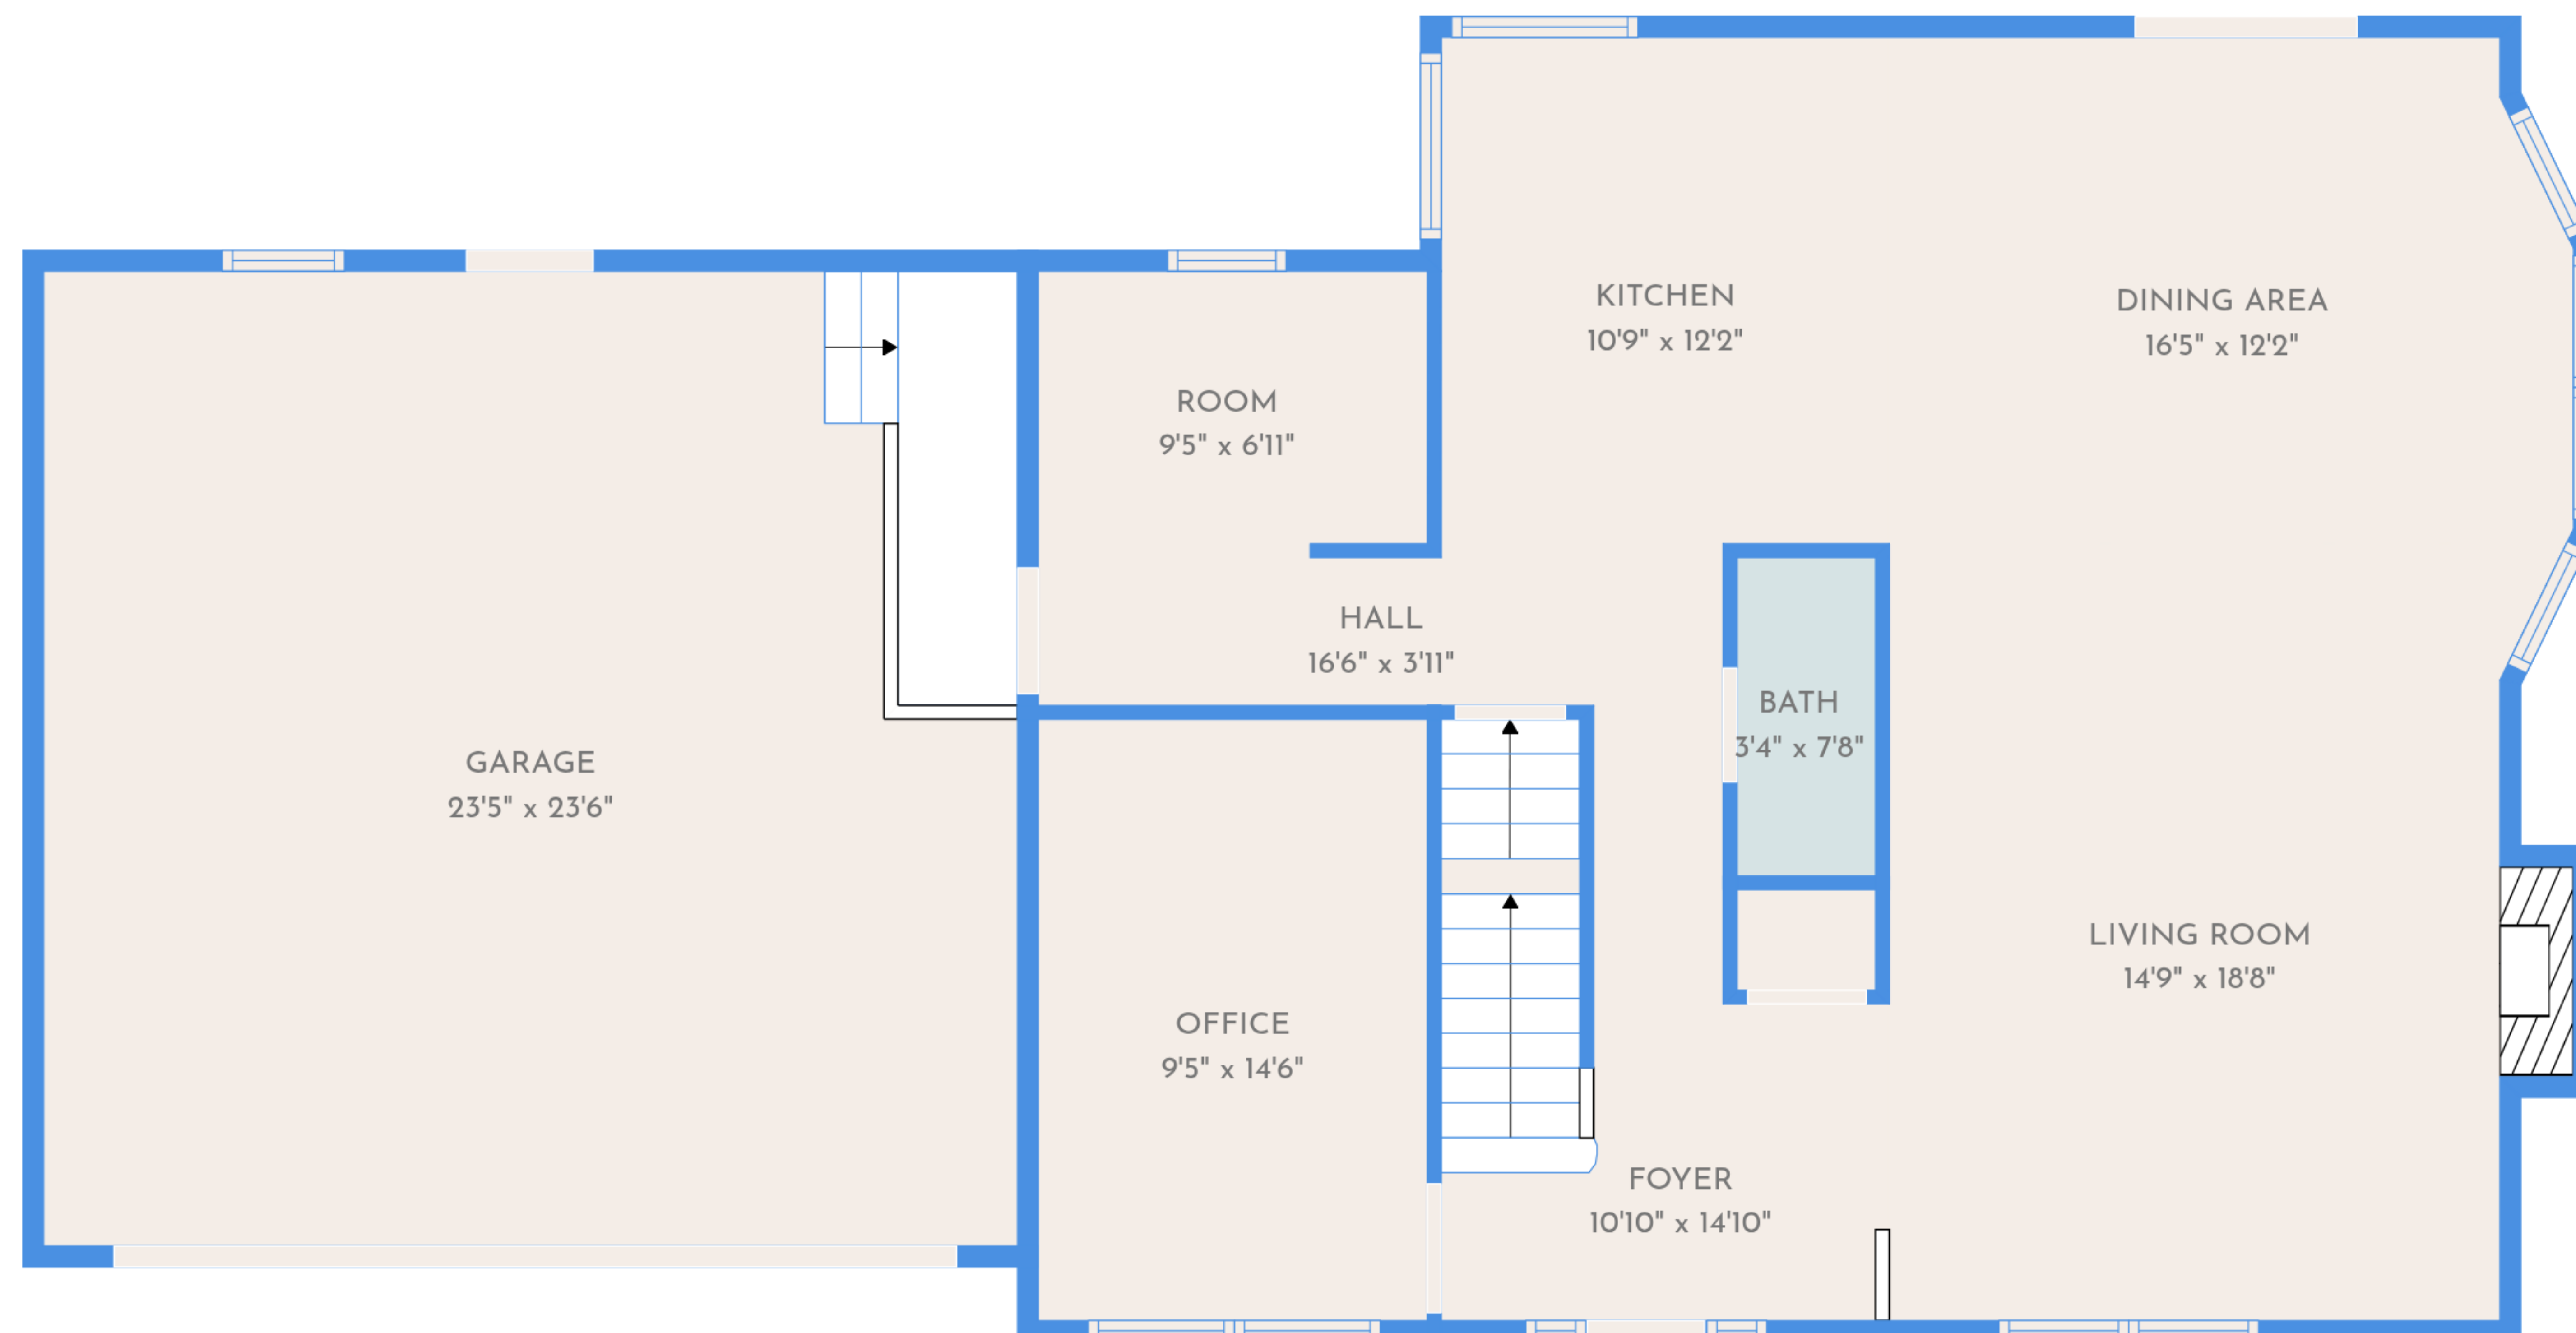 KITCHEN
10'9" x 12'2"
DINING AREA
16'5" x 12'2"
ROOM
9'5" x 6'11"
HALL
16'6" x 3'11"
BATH
3'4" x 7'8"
GARAGE
23'5" x 23'6"
LIVING ROOM
14'9" x 18'8"
OFFICE
9'5" x 14'6"
FOYER
10'10" x 14'10"